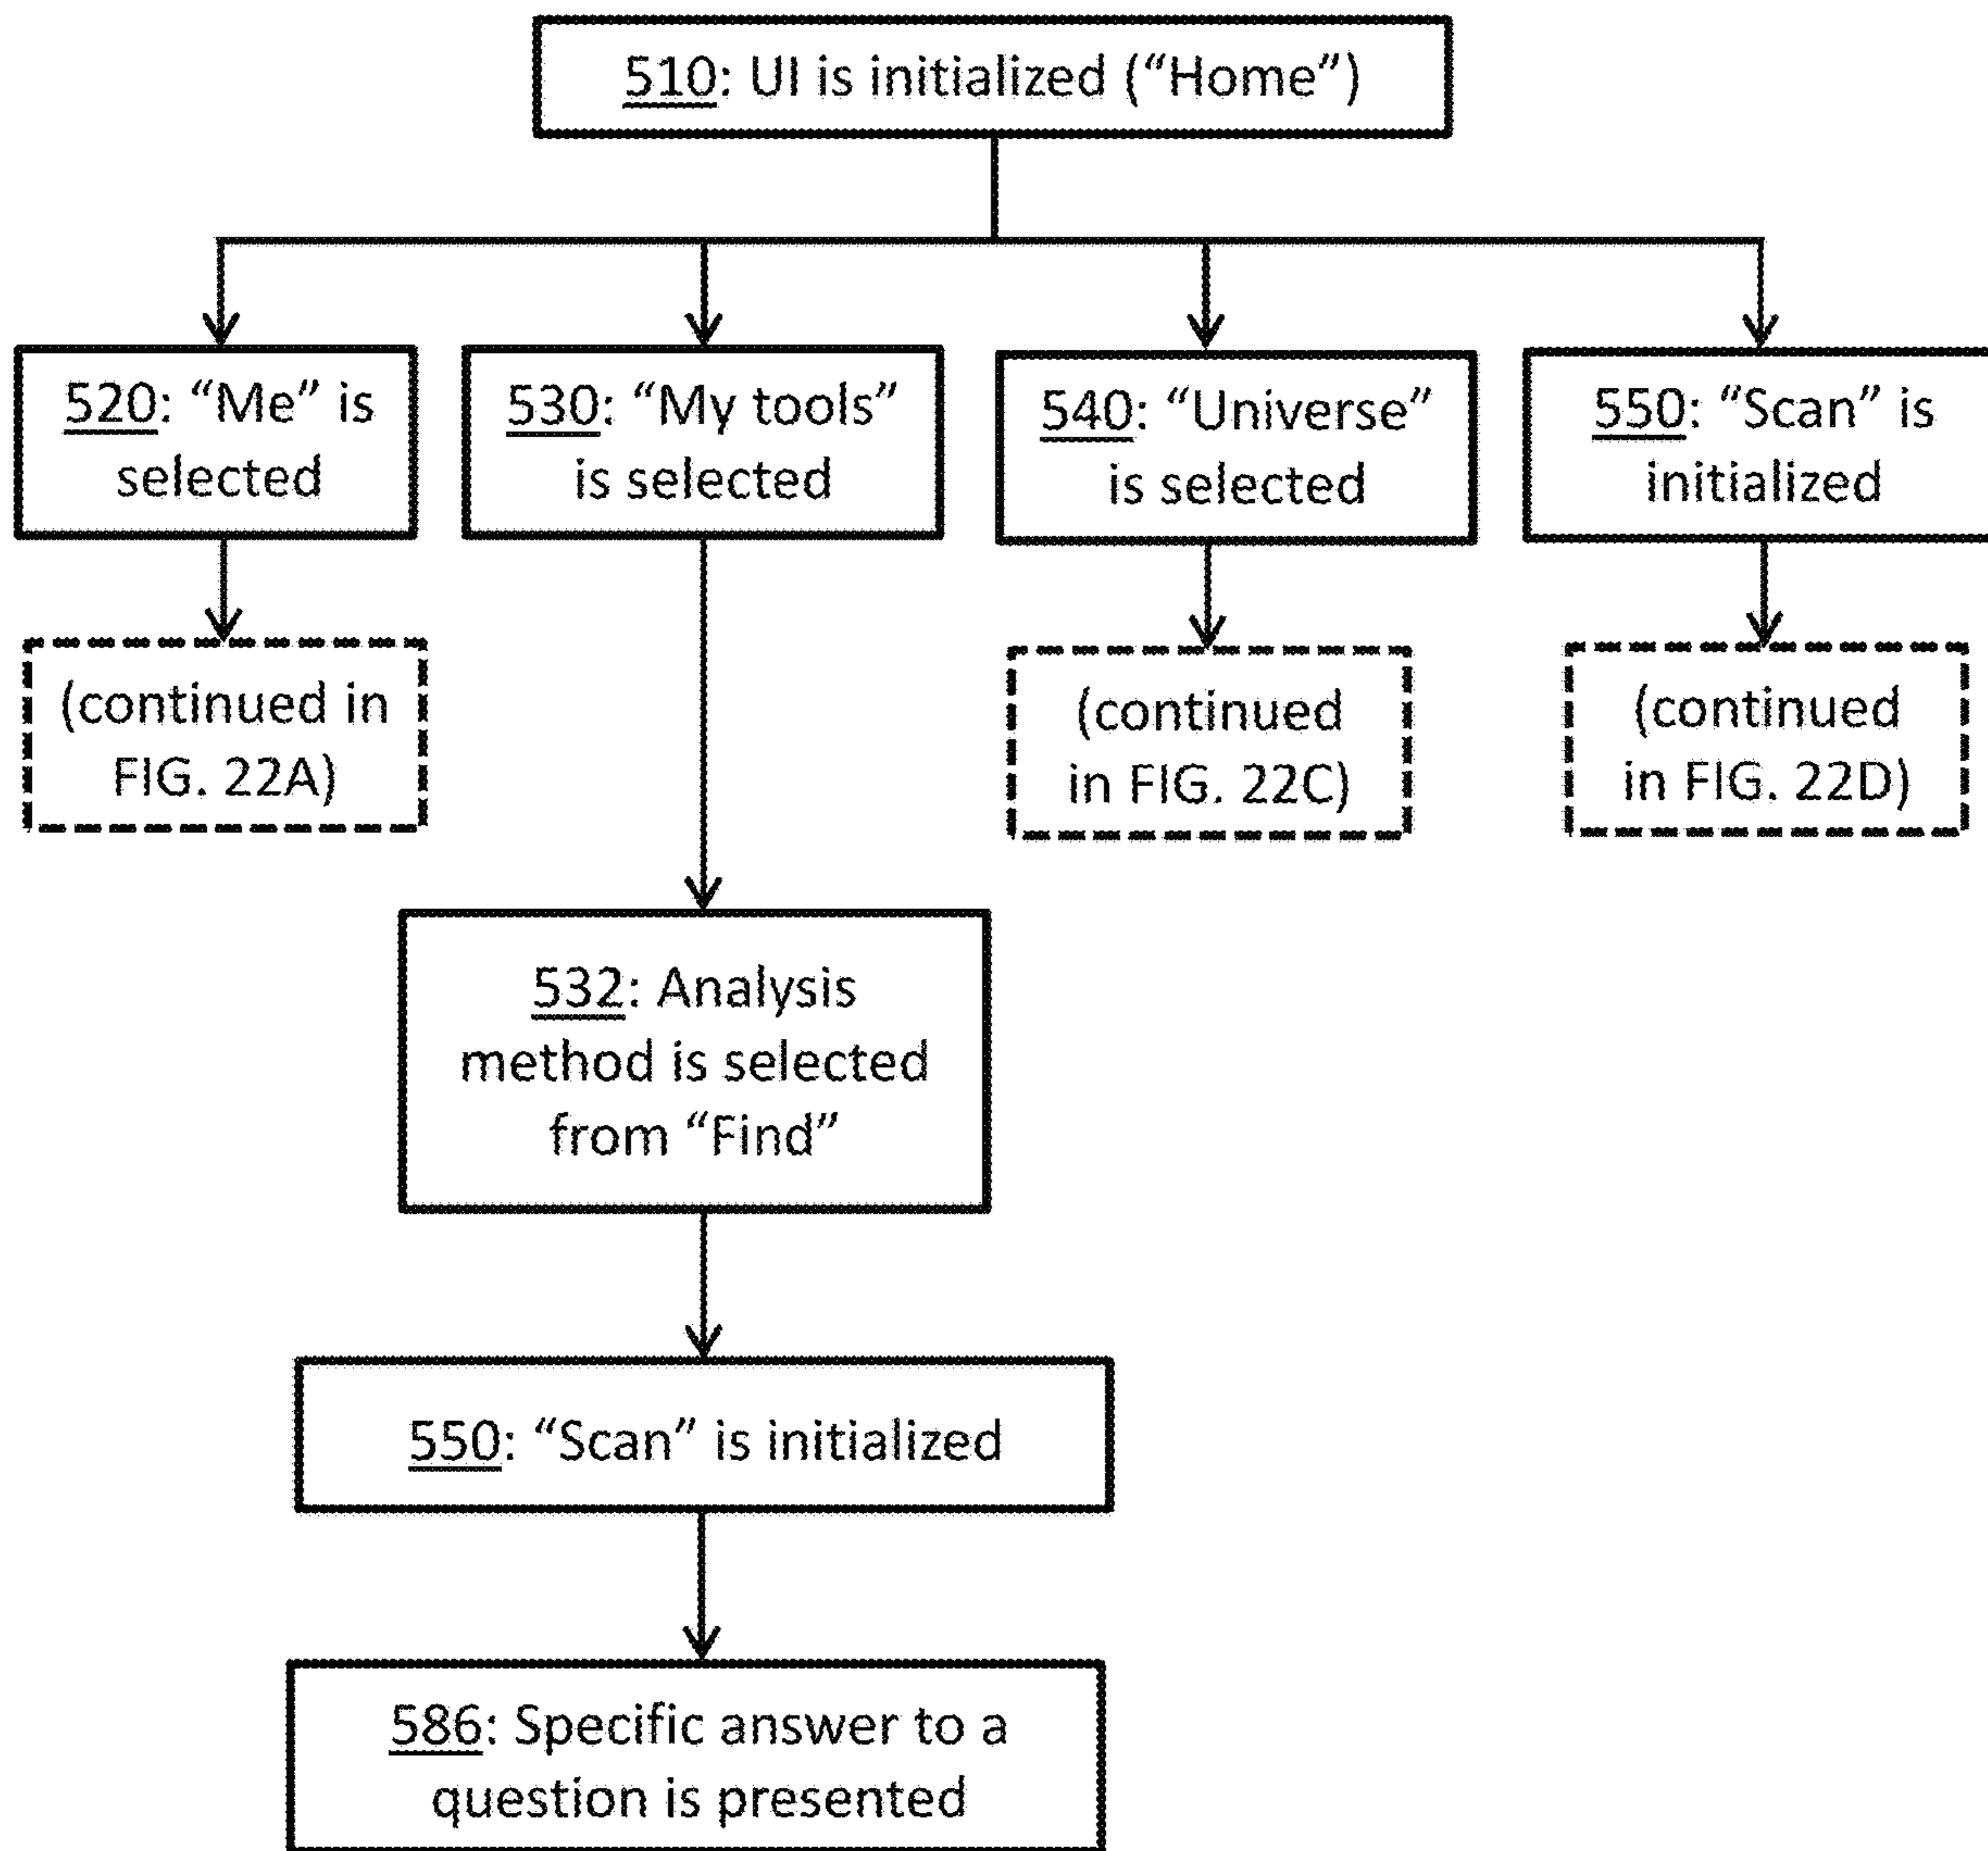 510: UI is initialized (“Home”)
520: “Me” is
selected
530: “My tools”
is selected
540: “Universe”
is selected
550: “Scan” is
initialized
(continued in
FIG. 22A)
(continued
in FIG. 22C)
(continued
in FIG. 22D)
532: Analysis
method is selected
from “Find”
550: “Scan” is initialized
586: Specific answer to a
question is presented